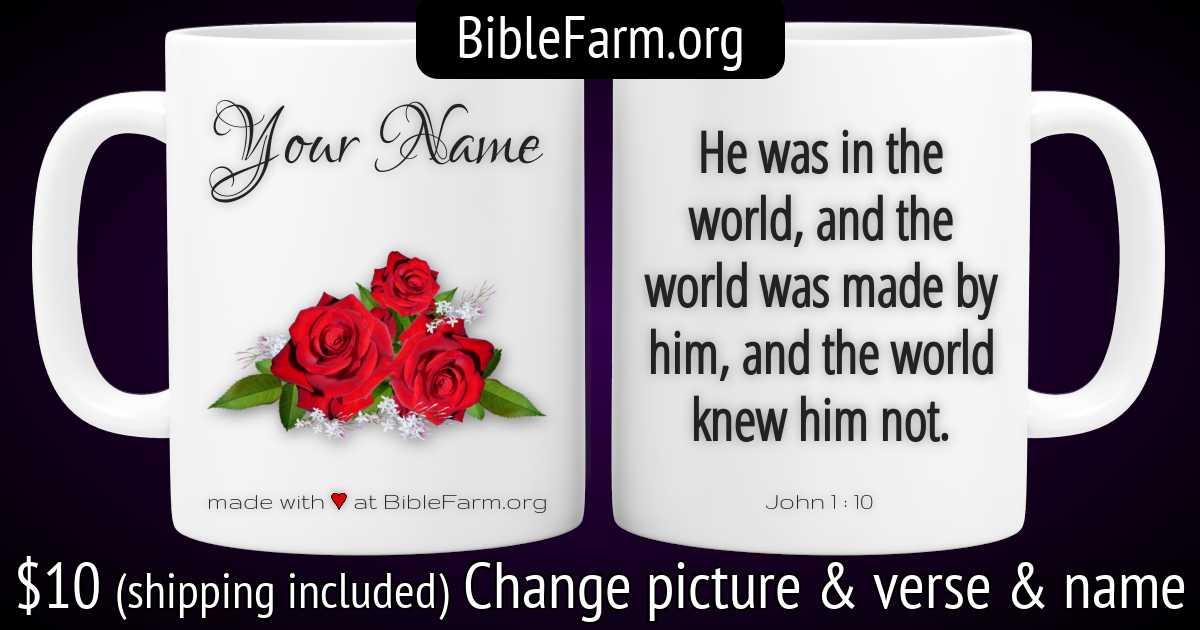 BibleFarm.org
Your Name
made with ♥ at BibleFarm.org
He was in the
world, and the
world was made by
him, and the world
knew him not.
John 1 : 10
$10 (shipping included) Change picture & verse & name